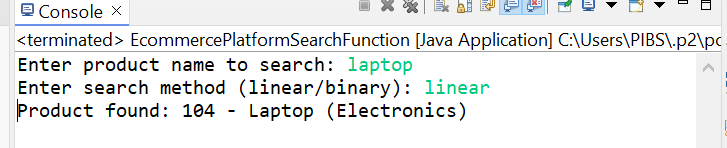 Console
<terminated> EcommercePlatformSearchFunction [Java Application] C:\Users\PIBS\.p2\
Enter product name to search: laptop
Enter search method (linear/binary): linear
Product found: 104 - Laptop (Electronics)